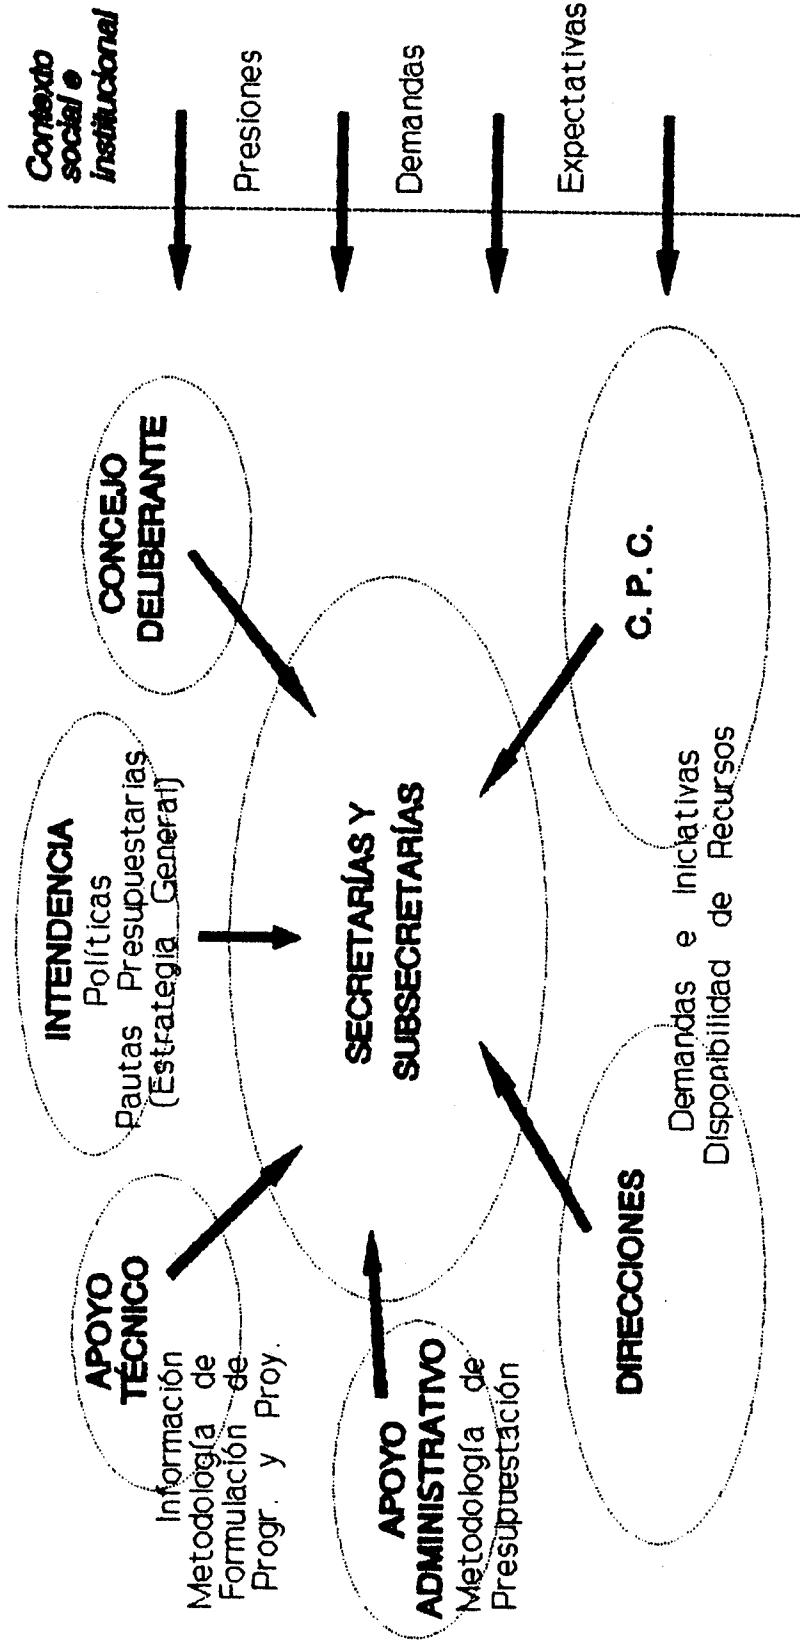 Contexto
social e
institucional
Presiones
Demandas
Expectativas
CONCEJO
DELIBERANTE
INTENDENCIA
Políticas
Pautas Presupuestarias
(Estrategia General)
APOYO
TÉCNICO
Información
Metodología de
Formulación de
Progr. y Proy.
SECRETARÍAS Y
SUBSECRETARÍAS
APOYO
ADMINISTRATIVO
Metodología de
Presupuestación
C. P. C.
DIRECCIONES
Demandas e Iniciativas
Disponibilidad de Recursos